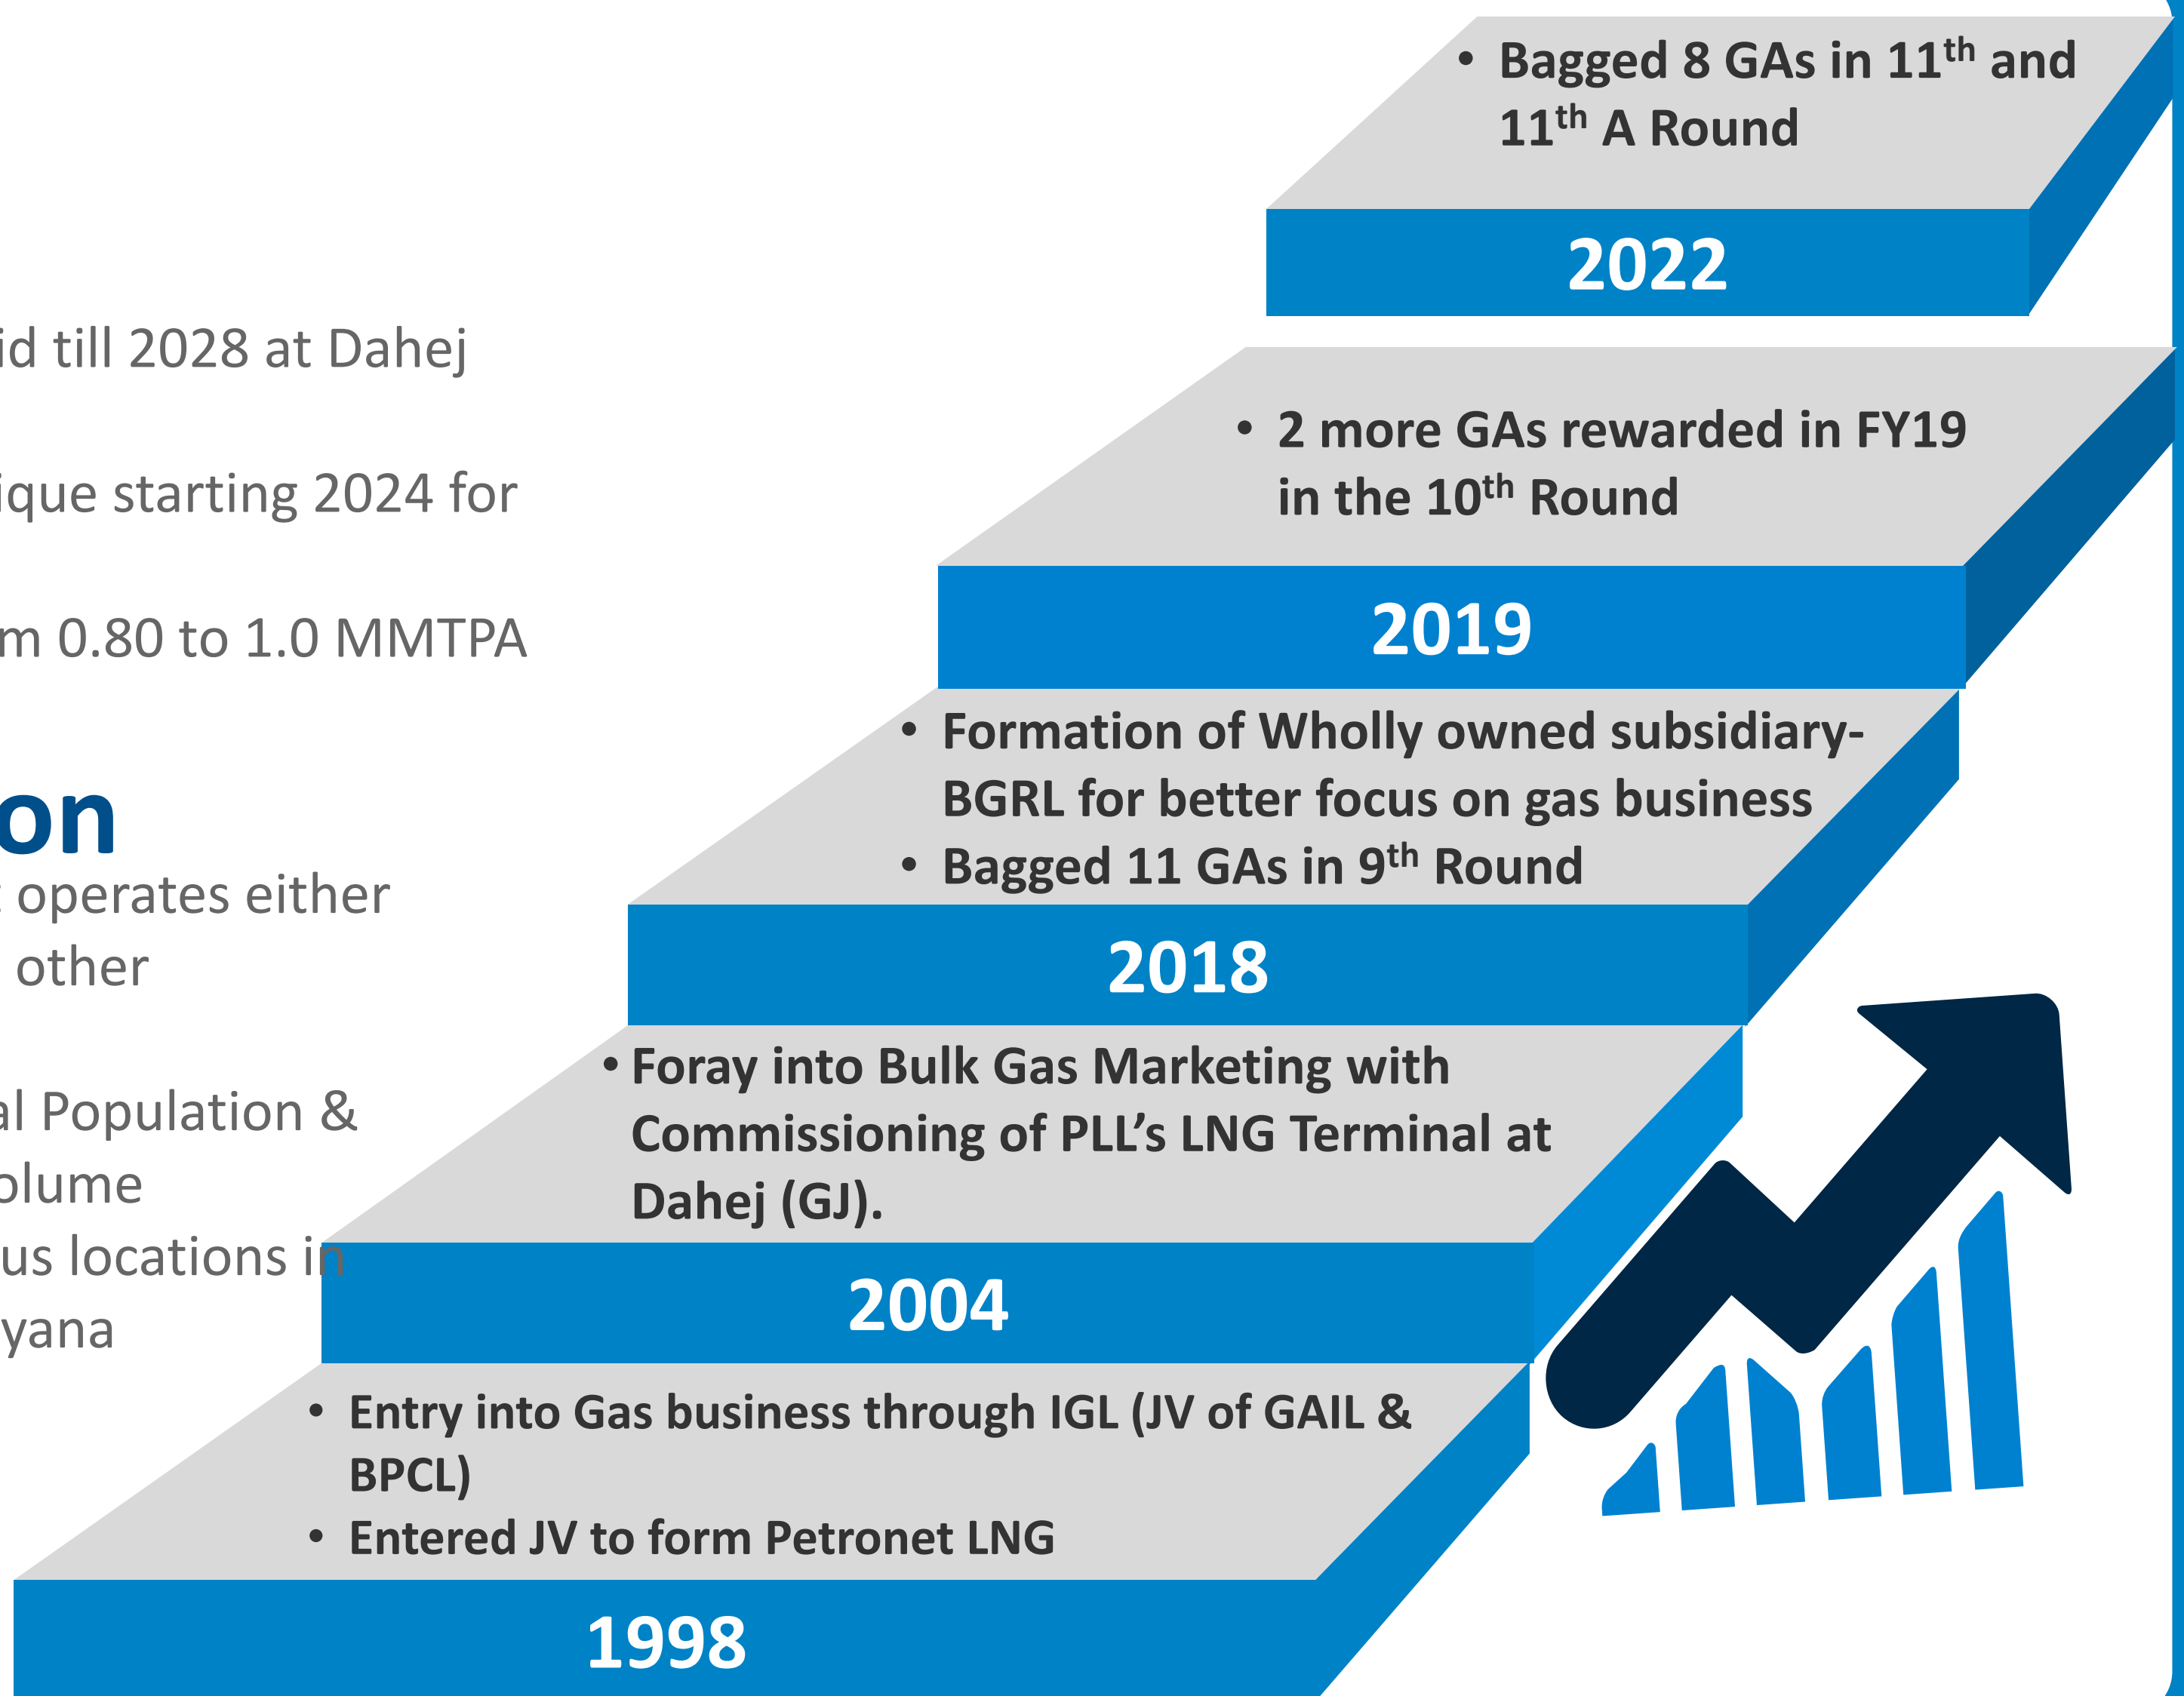 id till 2028 at Dahej
ique starting 2024 for
m 0.80 to 1.0 MMTPA
on
operates either
other
al Population &
olume
us locations in
yana
• Bagged 8 GAs in 11th and
11th A Round
2022
• 2 more GAs rewarded in FY19
in the 10th Round
2019
• Formation of Wholly owned subsidiary-
BGRL for better focus on gas business
• Bagged 11 GAs in 9th Round
2018
• Foray into Bulk Gas Marketing with
Commissioning of PLL’s LNG Terminal at
Dahej (GJ).
2004
• Entry into Gas business through IGL (JV of GAIL &
BPCL)
• Entered JV to form Petronet LNG
1998